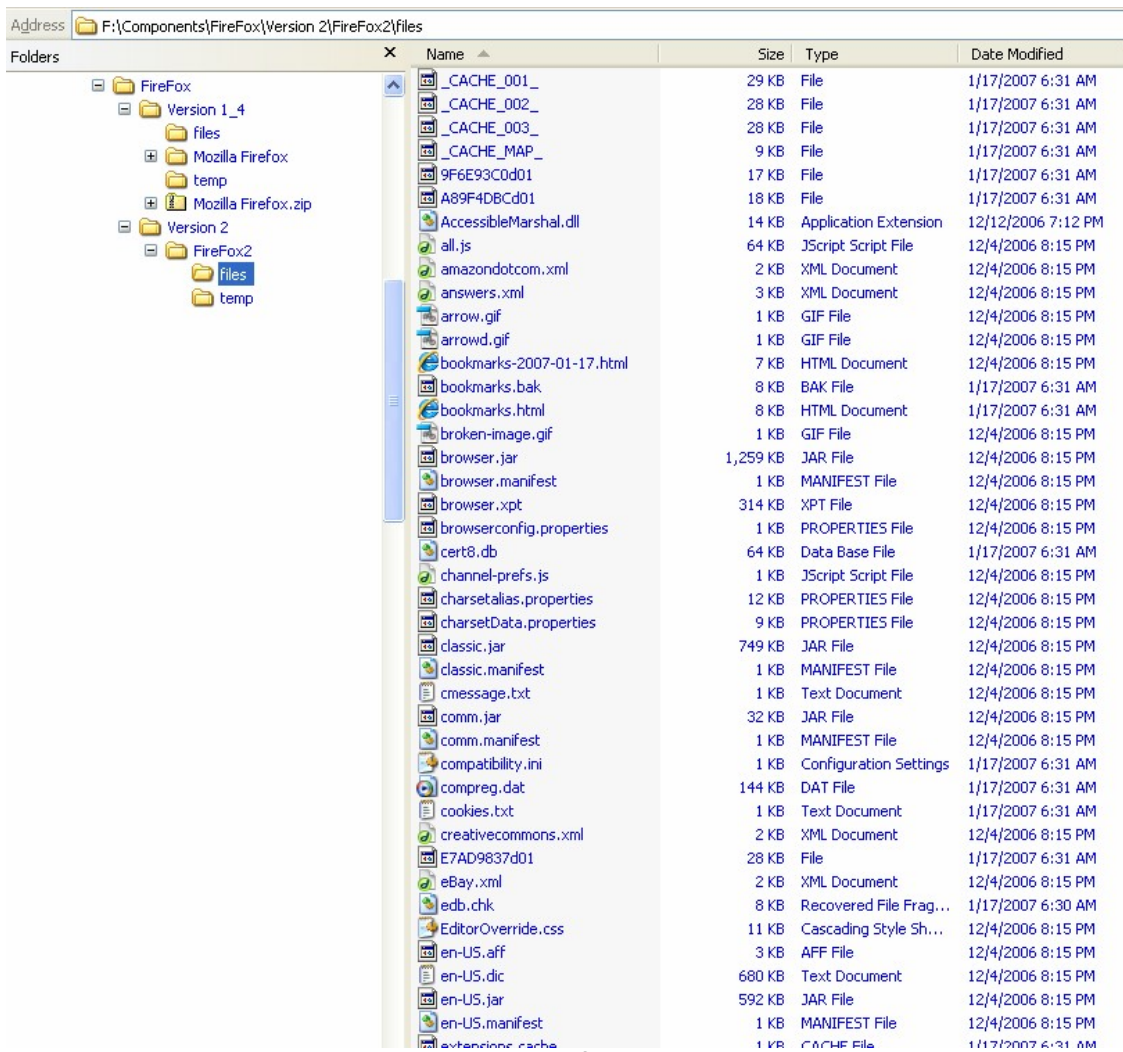 Address F:\Components\FireFox\Version 2\FireFox2\files
Folders
FireFox
Version 1_4
files
Mozilla Firefox
temp
Mozilla Firefox.zip
Version 2
FireFox2
files
temp
Name Size Type Date Modified
_CACHE_001_ 29 KB File 1/17/2007 6:31 AM
_CACHE_002_ 28 KB File 1/17/2007 6:31 AM
_CACHE_003_ 28 KB File 1/17/2007 6:31 AM
_CACHE_MAP_ 9 KB File 1/17/2007 6:31 AM
9F6E93C0d01 17 KB File 1/17/2007 6:31 AM
A89F4DBCd01 18 KB File 1/17/2007 6:31 AM
AccessibleMarshal.dll 14 KB Application Extension 12/12/2006 7:12 PM
all.js 64 KB JScript Script File 12/4/2006 8:15 PM
amazondotcom.xml 2 KB XML Document 12/4/2006 8:15 PM
answers.xml 3 KB XML Document 12/4/2006 8:15 PM
arrow.gif 1 KB GIF File 12/4/2006 8:15 PM
arrowd.gif 1 KB GIF File 12/4/2006 8:15 PM
bookmarks-2007-01-17.html 7 KB HTML Document 12/4/2006 8:15 PM
bookmarks.bak 8 KB BAK File 1/17/2007 6:31 AM
bookmarks.html 8 KB HTML Document 1/17/2007 6:31 AM
broken-image.gif 1 KB GIF File 12/4/2006 8:15 PM
browser.jar 1,259 KB JAR File 12/4/2006 8:15 PM
browser.manifest 1 KB MANIFEST File 12/4/2006 8:15 PM
browser.xpt 314 KB XPT File 12/4/2006 8:15 PM
browserconfig.properties 1 KB PROPERTIES File 12/4/2006 8:15 PM
cert8.db 64 KB Data Base File 1/17/2007 6:31 AM
channel-prefs.js 1 KB JScript Script File 12/4/2006 8:15 PM
charsetalias.properties 12 KB PROPERTIES File 12/4/2006 8:15 PM
charsetData.properties 9 KB PROPERTIES File 12/4/2006 8:15 PM
classic.jar 749 KB JAR File 12/4/2006 8:15 PM
classic.manifest 1 KB MANIFEST File 12/4/2006 8:15 PM
cmessage.txt 1 KB Text Document 12/4/2006 8:15 PM
comm.jar 32 KB JAR File 12/4/2006 8:15 PM
comm.manifest 1 KB MANIFEST File 12/4/2006 8:15 PM
compatibility.ini 1 KB Configuration Settings 1/17/2007 6:31 AM
compreg.dat 144 KB DAT File 1/17/2007 6:31 AM
cookies.txt 1 KB Text Document 1/17/2007 6:31 AM
creativecommons.xml 2 KB XML Document 12/4/2006 8:15 PM
E7AD9837d01 28 KB File 1/17/2007 6:31 AM
eBay.xml 2 KB XML Document 12/4/2006 8:15 PM
edb.chk 8 KB Recovered File Frag... 1/17/2007 6:30 AM
EditorOverride.css 11 KB Cascading Style Sh... 12/4/2006 8:15 PM
en-US.aff 3 KB AFF File 12/4/2006 8:15 PM
en-US.dic 680 KB Text Document 12/4/2006 8:15 PM
en-US.jar 592 KB JAR File 12/4/2006 8:15 PM
en-US.manifest 1 KB MANIFEST File 12/4/2006 8:15 PM
extensions.cache 1 KB CACHE File 1/17/2007 6:31 AM